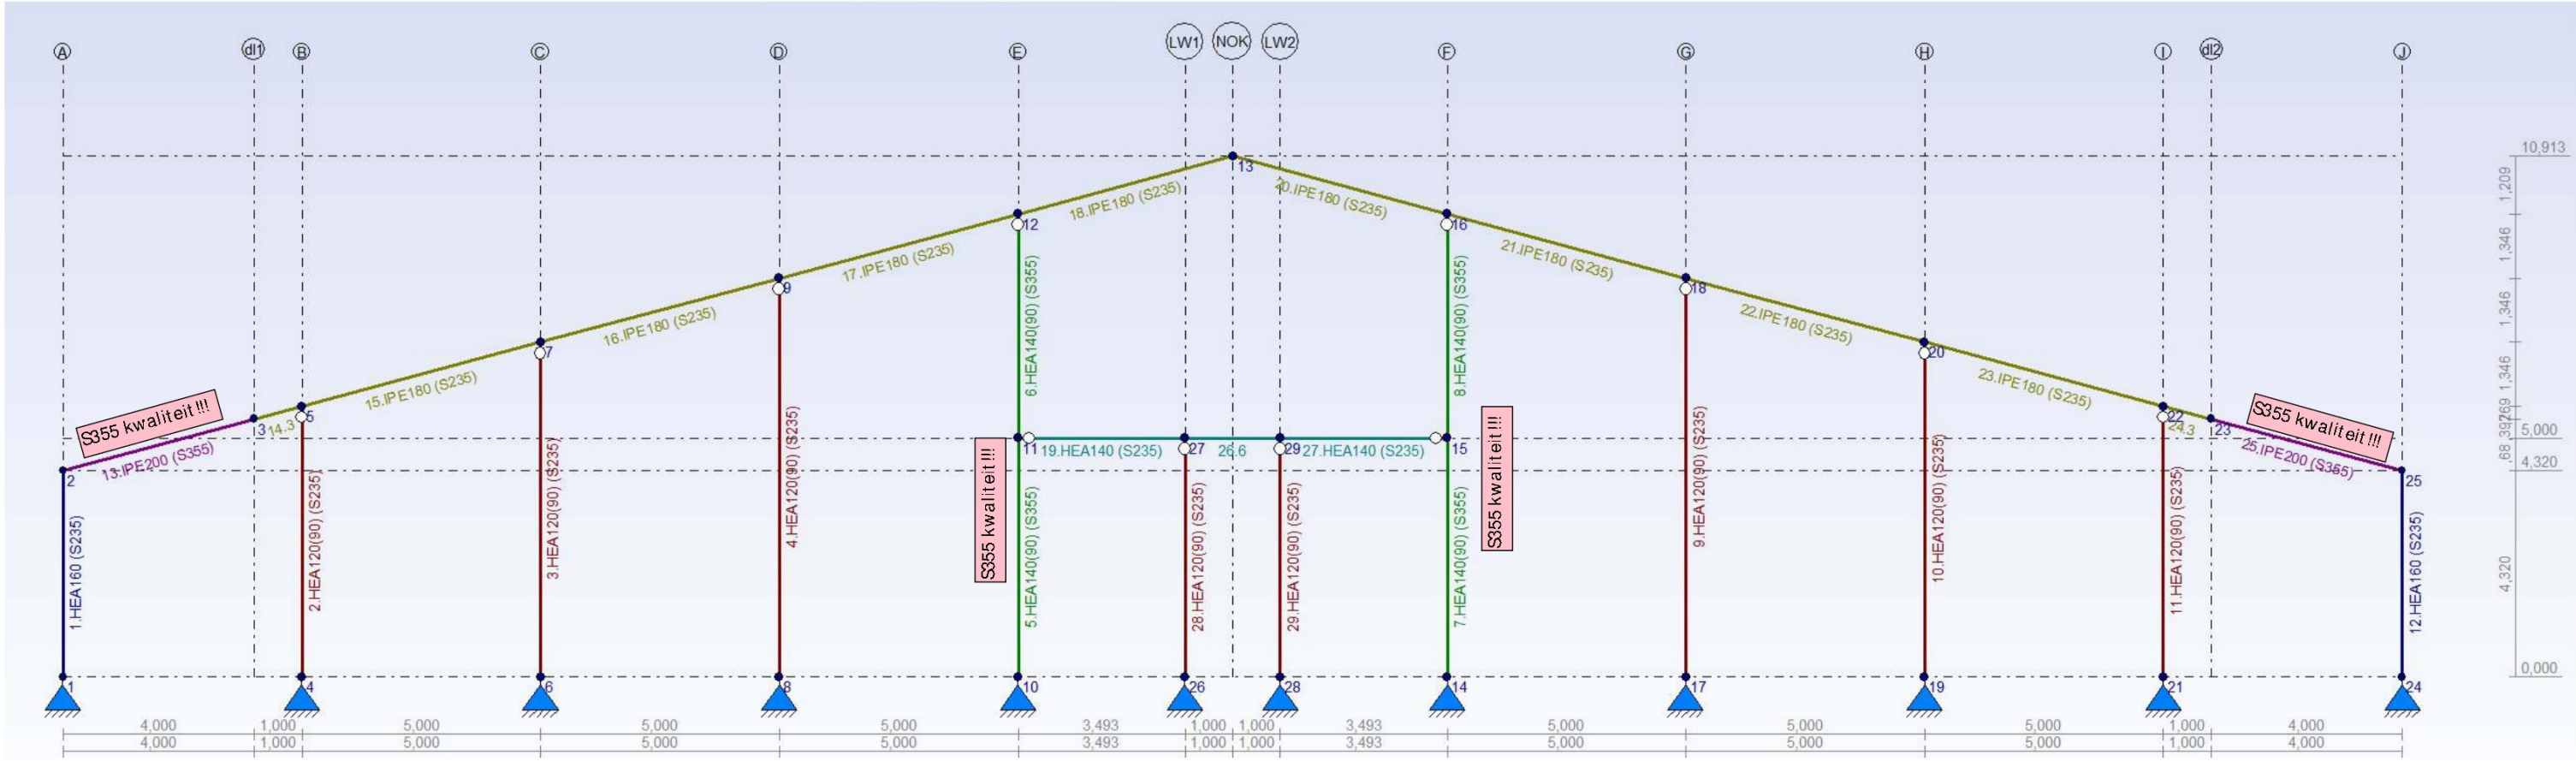 A
dl1
B
C
D
E
LW1
NOK
LW2
F
G
H
I
dl2
J
10,913
1,209
13
18.IPE180 (S235)
20.IPE180 (S235)
12
16
1,346
17.IPE180 (S235)
21.IPE180 (S235)
6.HEA140(90) (S355)
8.HEA140(90) (S355)
9
18
1,346
16.IPE180 (S235)
22.IPE180 (S235)
7
20
1,346
15.IPE180 (S235)
23.IPE180 (S235)
S355 kwaliteit !!!
S355 kwaliteit !!!
5
22
3
14.3
24.3
23
13.IPE200 (S355)
25.IPE200 (S355)
5,000
11
19.HEA140 (S235)
27
26.6
29
27.HEA140 (S235)
15
4,320
2
25
S355 kwaliteit !!!
S355 kwaliteit !!!
1.HEA160 (S235)
2.HEA120(90) (S235)
3.HEA120(90) (S235)
4.HEA120(90) (S235)
5.HEA140(90) (S355)
28.HEA120(90) (S235)
29.HEA120(90) (S235)
7.HEA140(90) (S355)
9.HEA120(90) (S235)
10.HEA120(90) (S235)
11.HEA120(90) (S235)
12.HEA160 (S235)
4,320
0,000
1
4
6
8
10
26
28
14
17
19
21
24
4,000 1,000 5,000 5,000 5,000 3,493 1,000 1,000 3,493 5,000 5,000 5,000 1,000 4,000
4,000 1,000 5,000 5,000 5,000 3,493 1,000 1,000 3,493 5,000 5,000 5,000 1,000 4,000